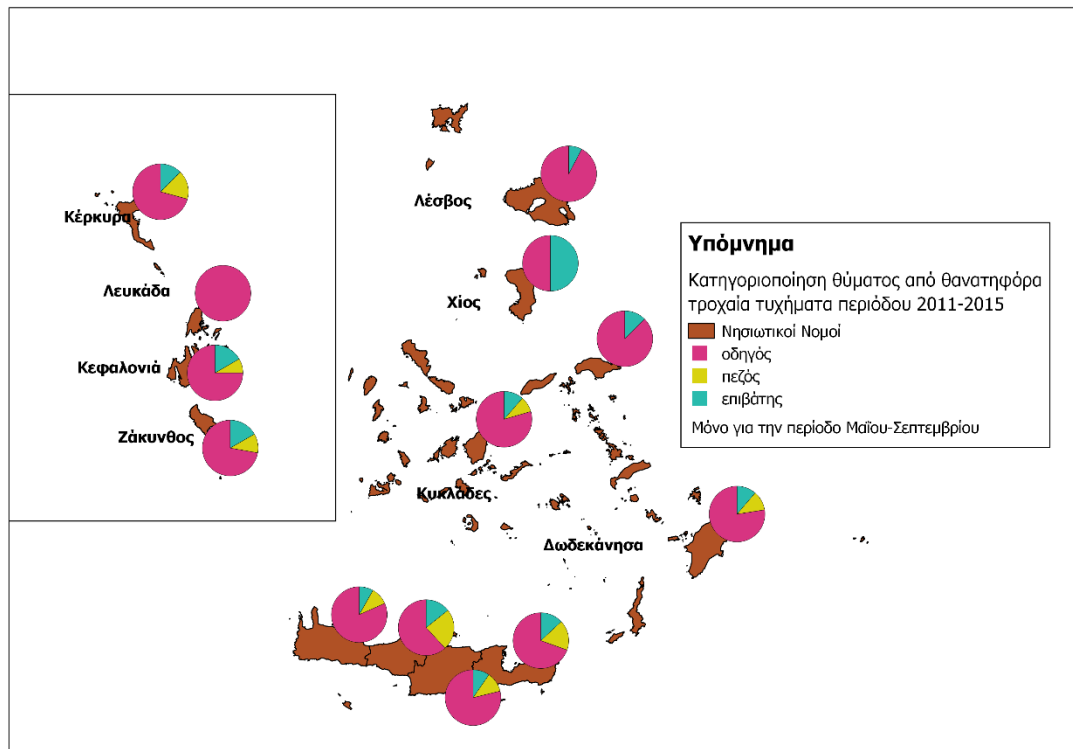 Κέρκυρα
Λευκάδα
Κεφαλονιά
Ζάκυνθος
Λέσβος
Χίος
Κυκλάδες
Δωδεκάνησα
Υπόμνημα
Κατηγοριοποίηση θύματος από θανατηφόρα
τροχαία τυχήματα περιόδου 2011-2015
Νησιωτικοί Νομοί
οδηγός
πεζός
επιβάτης
Μόνο για την περίοδο Μαΐου-Σεπτεμβρίου